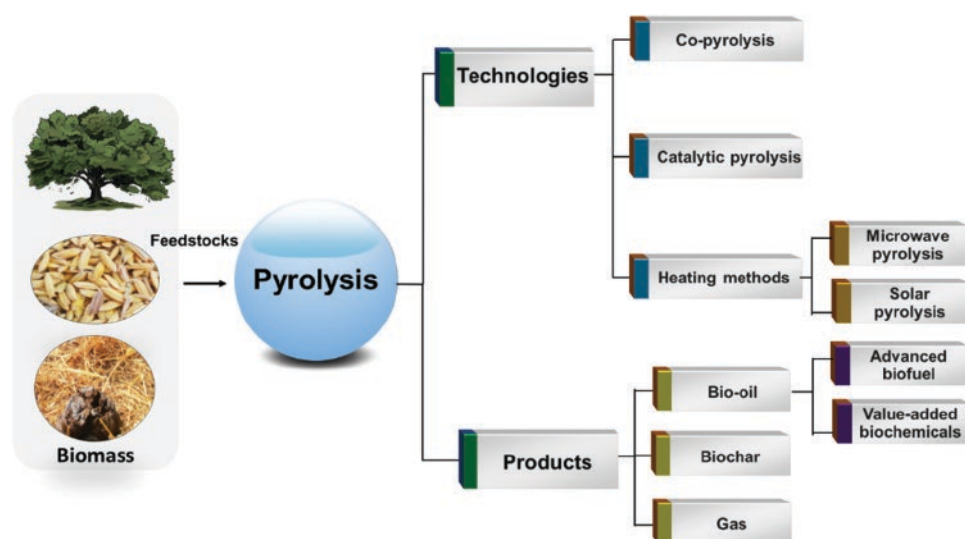 Co-pyrolysis
Technologies
Catalytic pyrolysis
Feedstocks
Pyrolysis
Heating methods
Microwave
pyrolysis
Solar
pyrolysis
Biomass
Products
Bio-oil
Advanced
biofuel
Value-added
biochemicals
Biochar
Gas